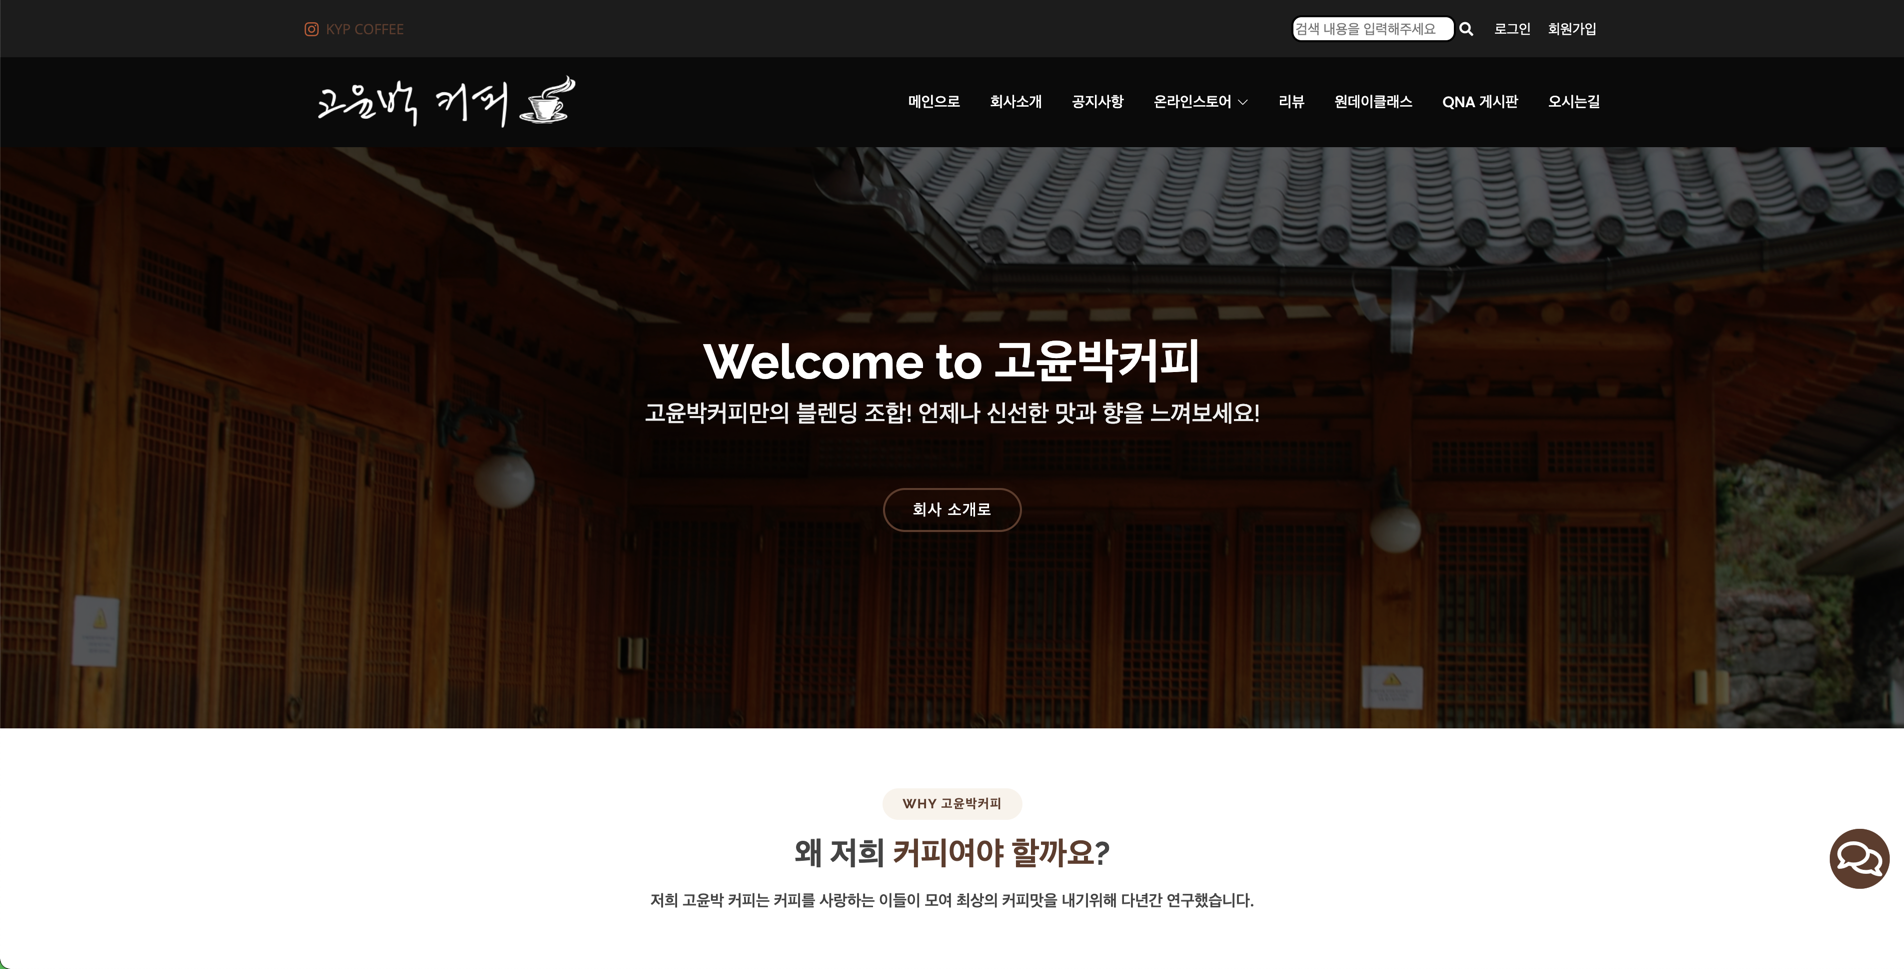 KYP COFFEE
검색 내용을 입력해주세요
로그인 회원가입
고윤박 커피
메인으로 회사소개 공지사항 온라인스토어 리뷰 원데이클래스 QNA 게시판 오시는길
Welcome to 고윤박커피
고윤박커피만의 블렌딩 조합! 언제나 신선한 맛과 향을 느껴보세요!
회사 소개로
WHY 고윤박커피
왜 저희 커피여야 할까요?
저희 고윤박 커피는 커피를 사랑하는 이들이 모여 최상의 커피맛을 내기위해 다년간 연구했습니다.